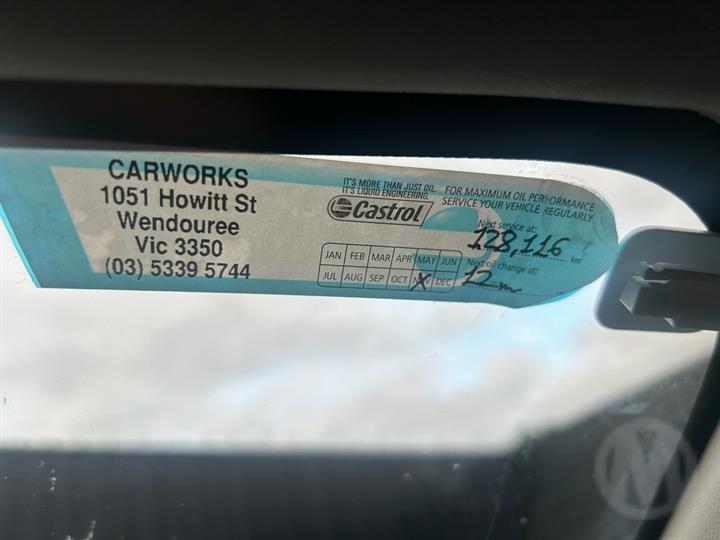 CARWORKS
1051 Howitt St
Wendouree
Vic 3350
(03) 5339 5744
IT'S MORE THAN JUST OIL.
IT'S LIQUID ENGINEERING.
Castrol
FOR MAXIMUM OIL PERFORMANCE
SERVICE YOUR VEHICLE REGULARLY.
Next service at:
128,116 km
Next oil change at:
12 m
JAN FEB MAR APR MAY JUN
JUL AUG SEP OCT NOV DEC
M